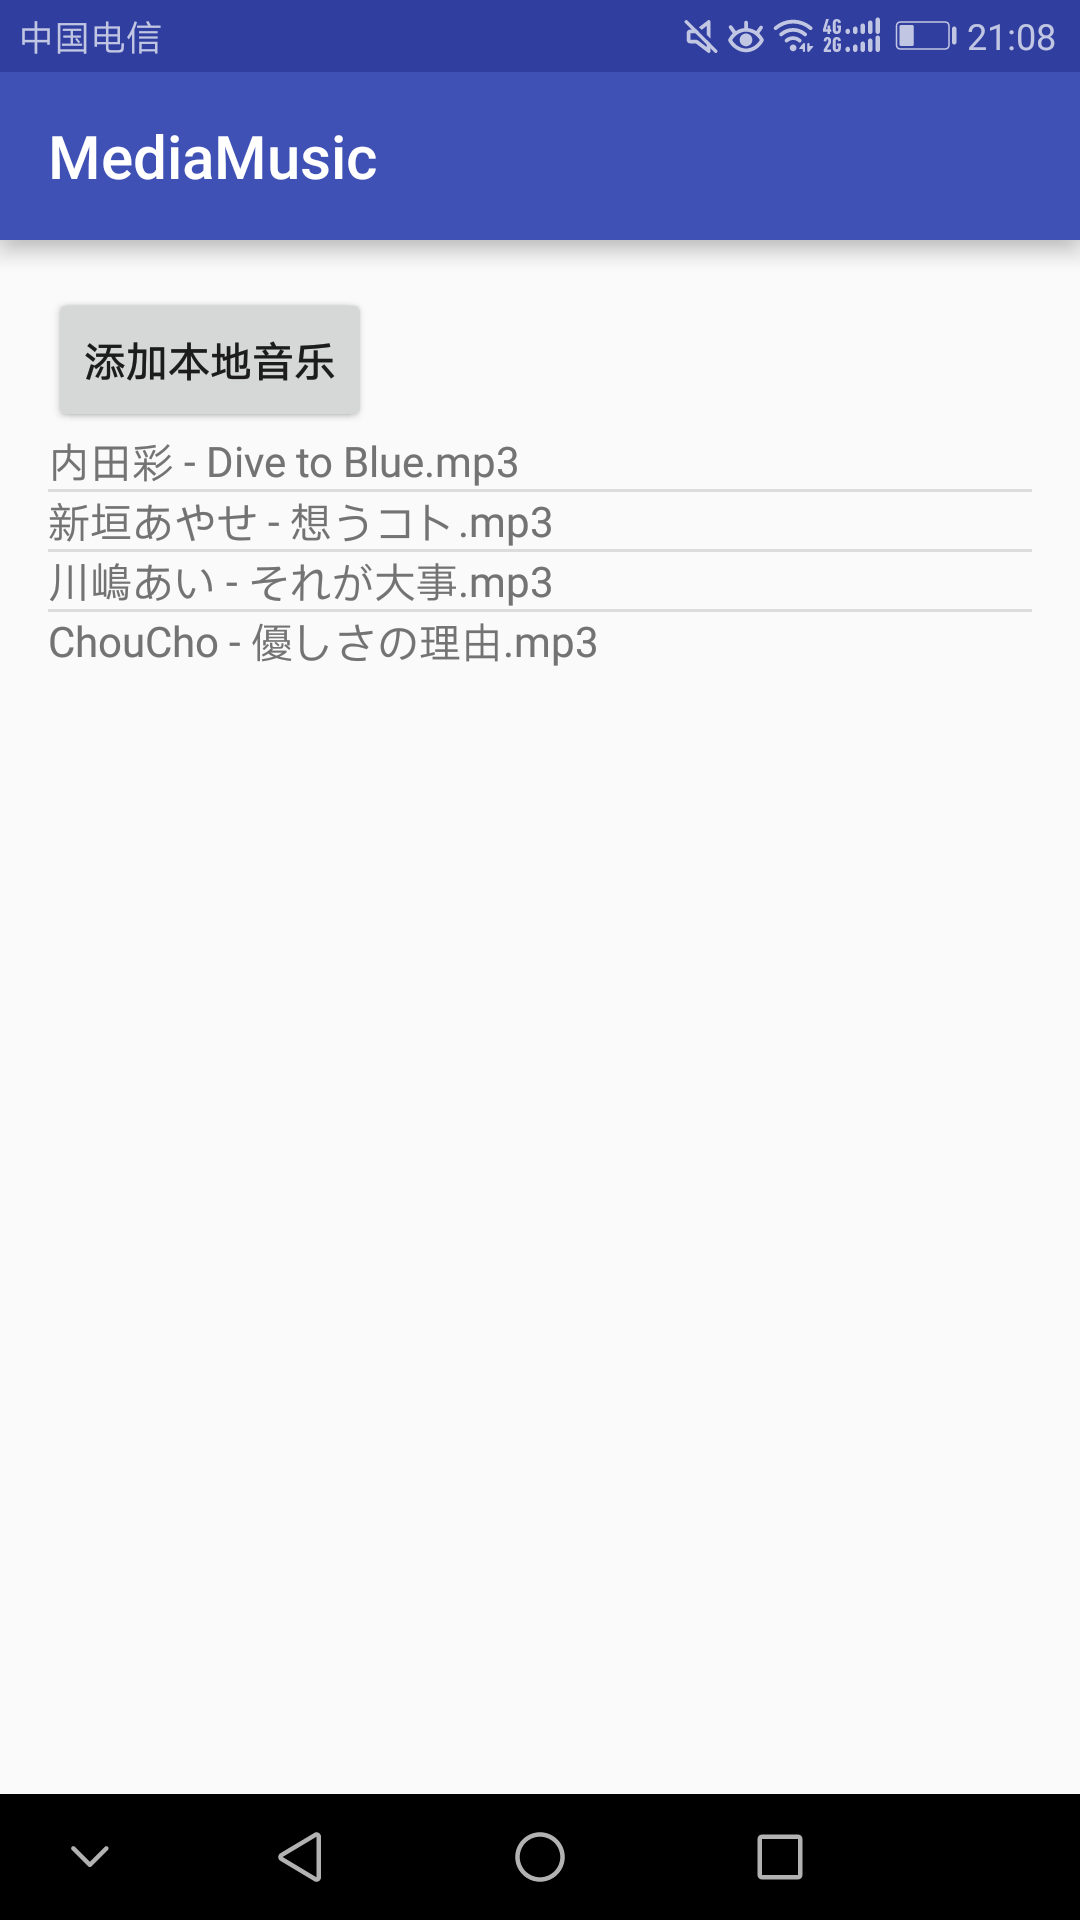 中国电信 4G 2G 21:08
MediaMusic
添加本地音乐
内田彩 - Dive to Blue.mp3
新垣あやせ - 想うコト.mp3
川嶋あい - それが大事.mp3
ChouCho - 優しさの理由.mp3